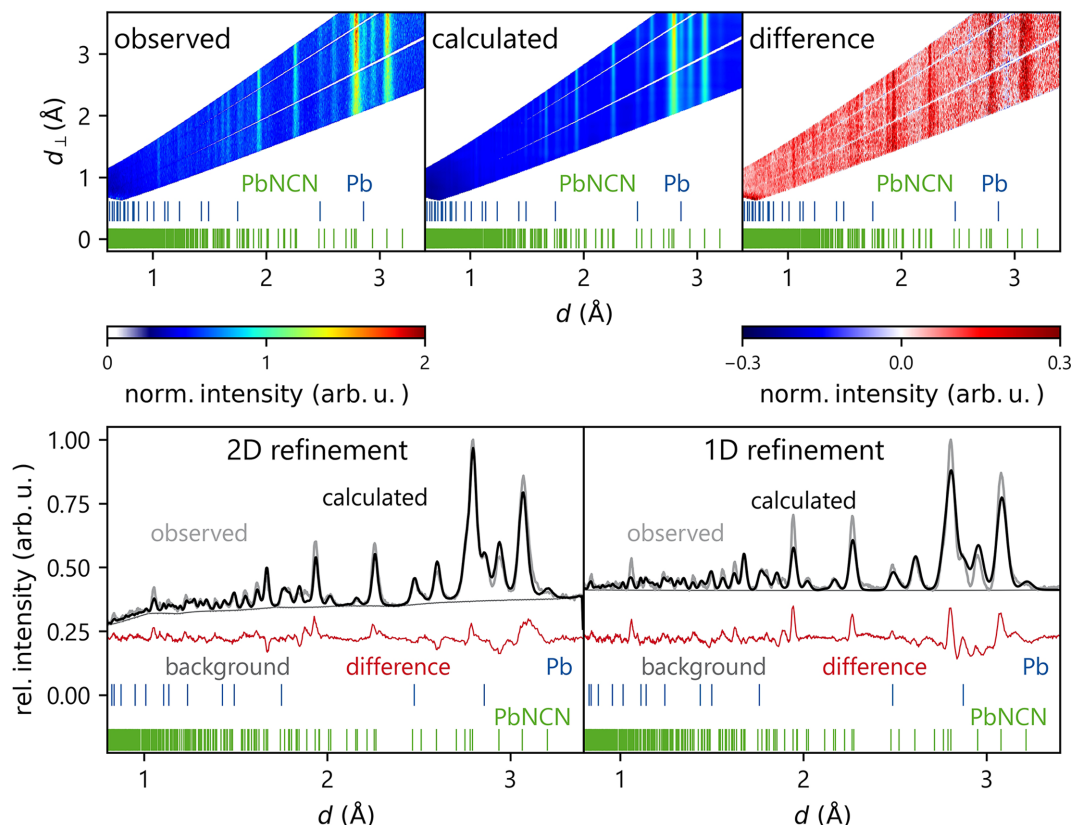 observed
calculated
difference
d⊥ (Å)
3
2
1
0
PbNCN
Pb
PbNCN
Pb
PbNCN
Pb
1
2
3
1
2
3
1
2
3
d (Å)
0
1
2
norm. intensity (arb. u.)
−0.3
0.0
0.3
norm. intensity (arb. u.)
rel. intensity (arb. u.)
1.00
0.75
0.50
0.25
0.00
2D refinement
calculated
observed
background
difference
Pb
PbNCN
1
2
3
d (Å)
1D refinement
calculated
observed
background
difference
Pb
PbNCN
1
2
3
d (Å)